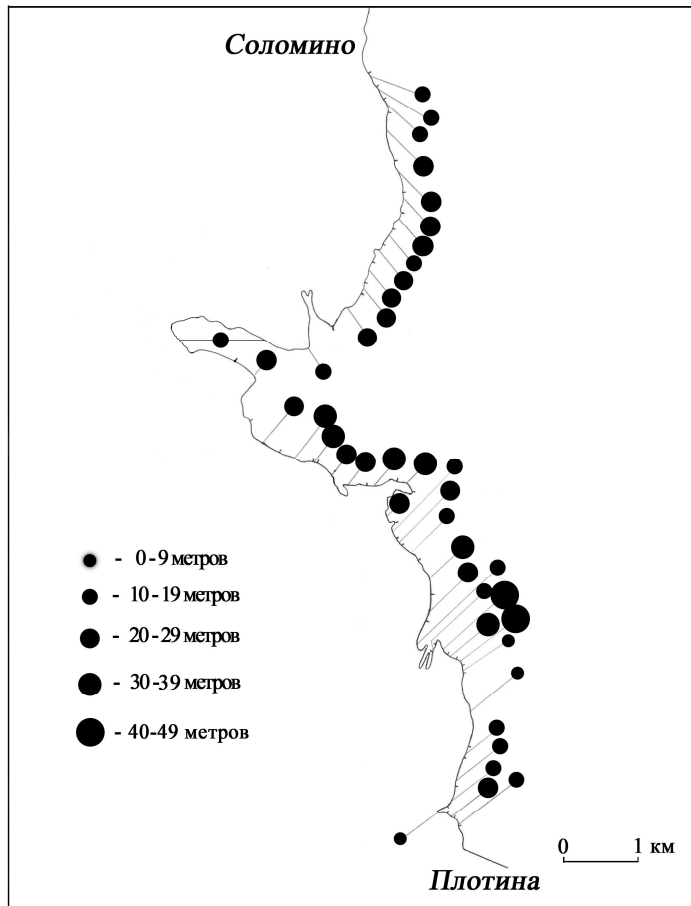 Соломино
- 0-9 метров
- 10-19 метров
- 20-29 метров
- 30-39 метров
- 40-49 метров
0 1 км
Плотина